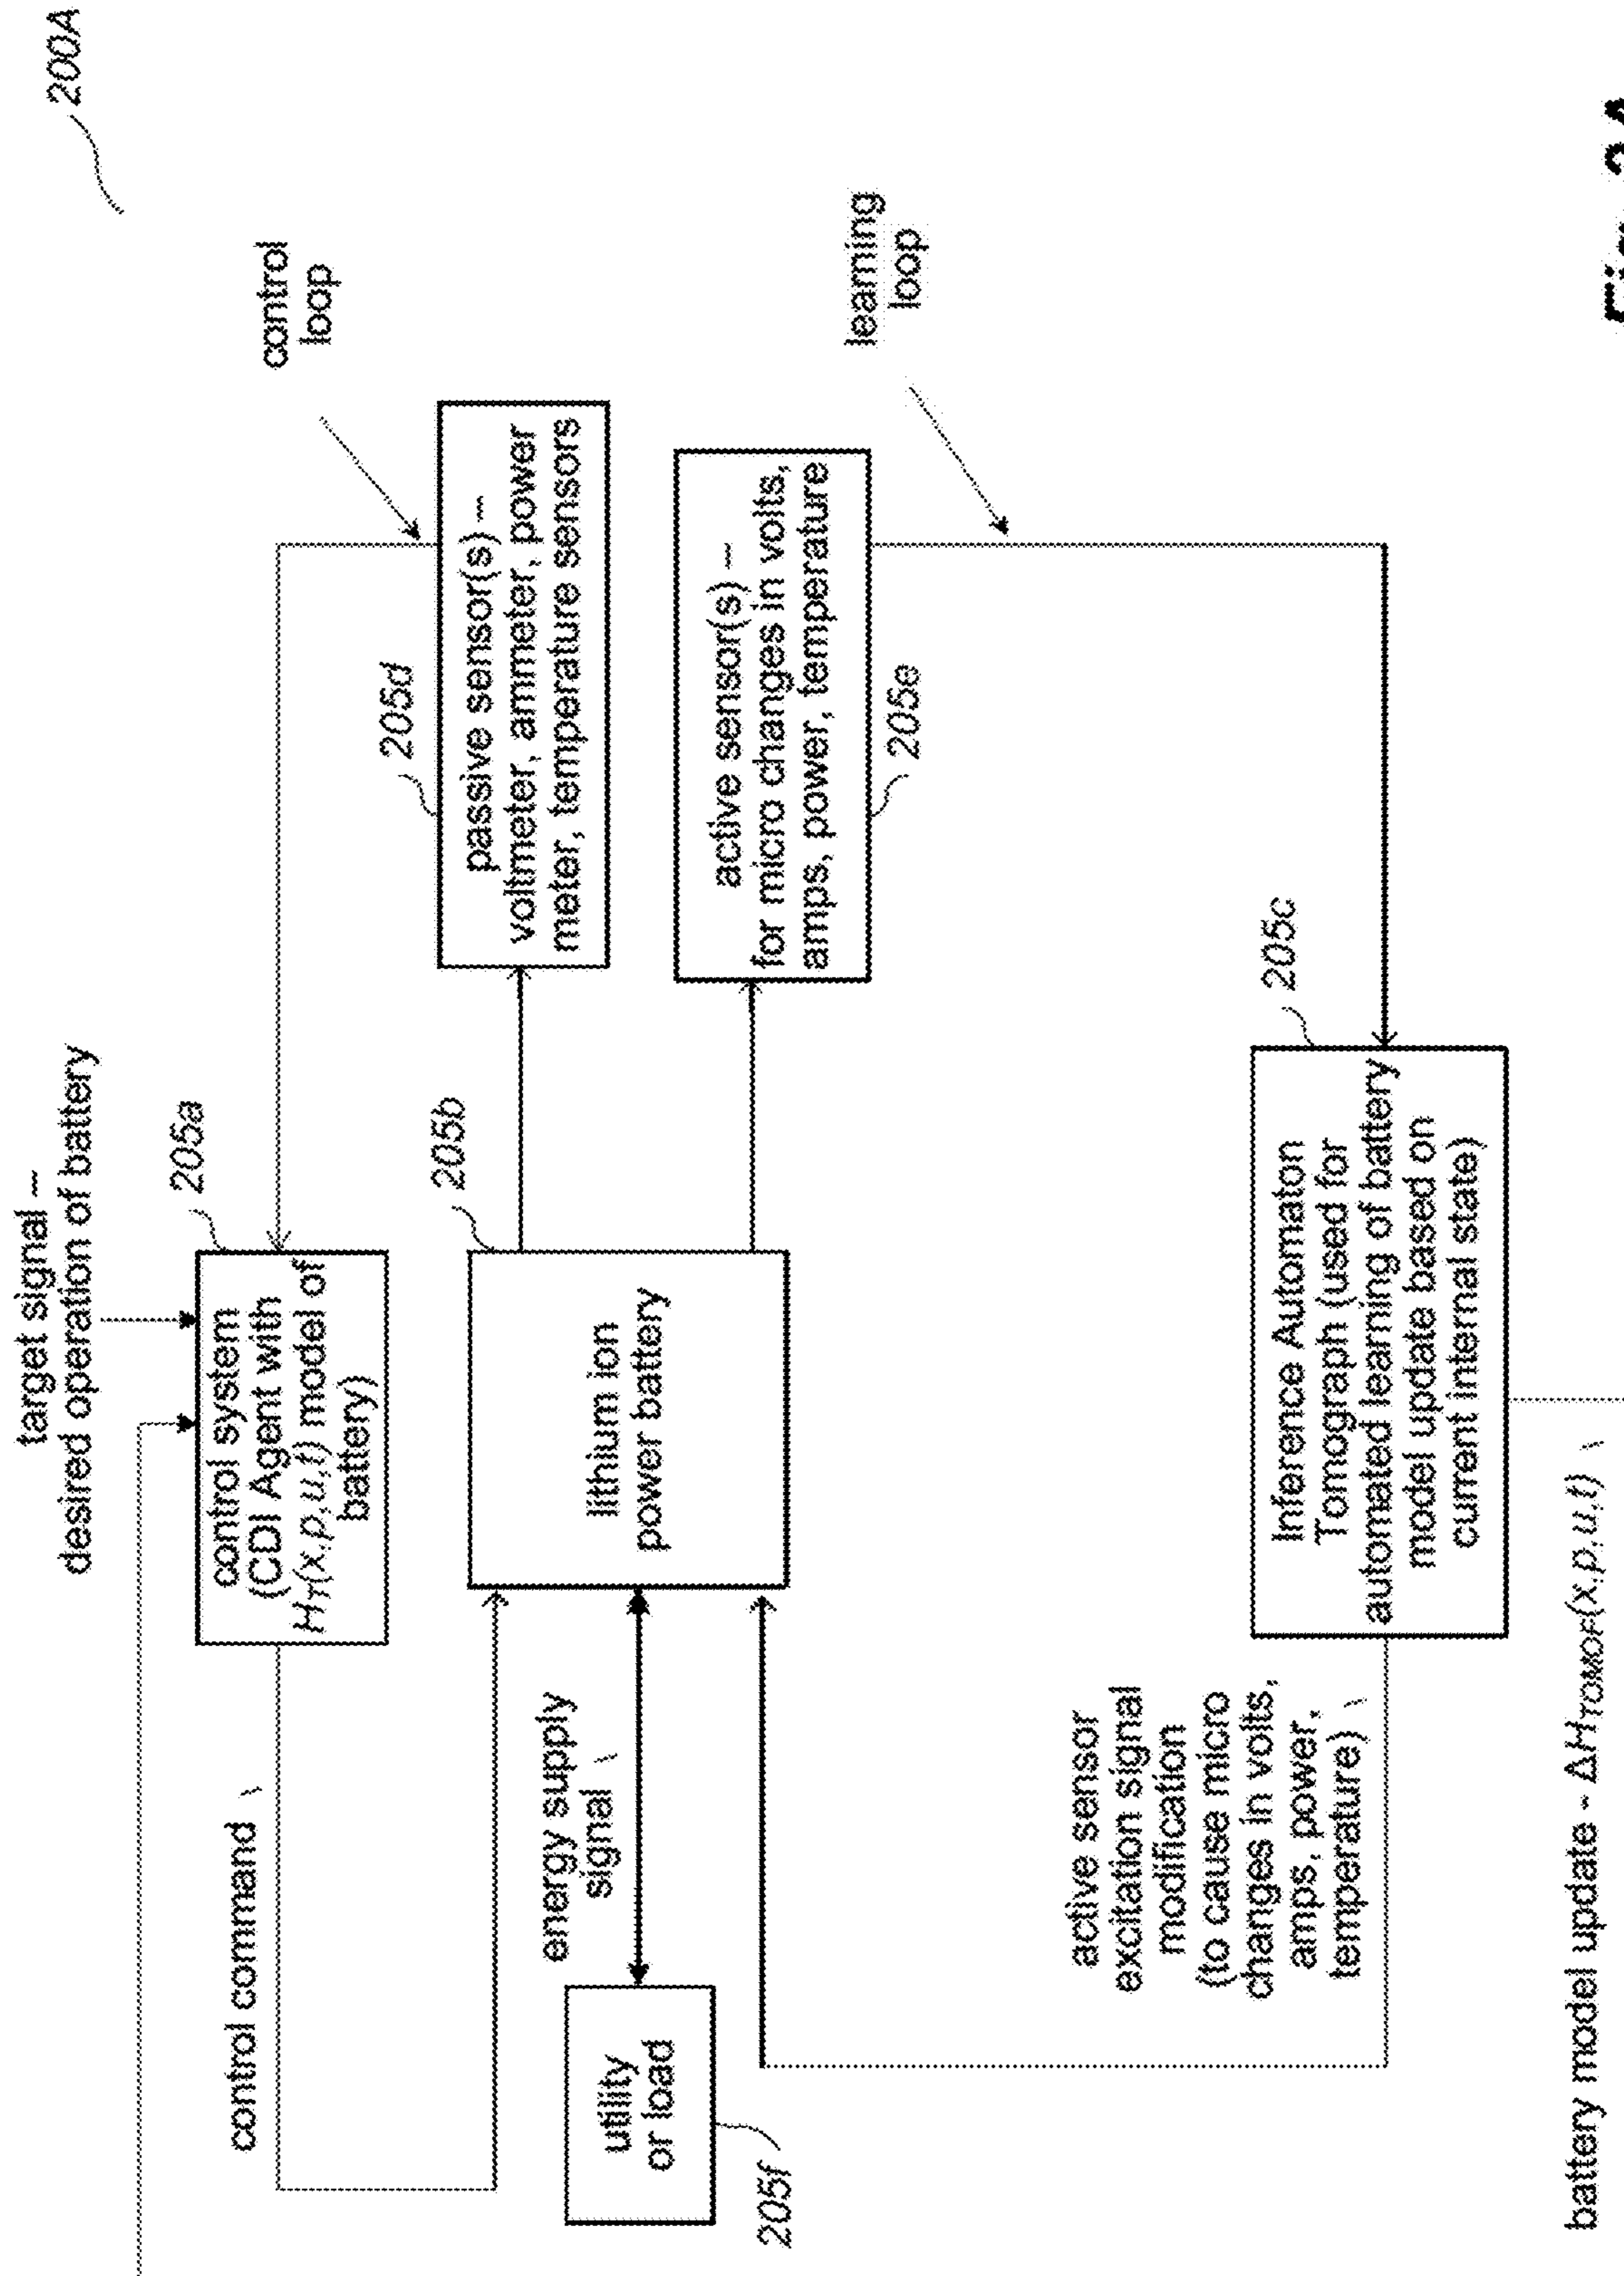 200A
target signal –
desired operation of battery
205a
control system
(CDI Agent with
H_T(x,p,u,t) model of
battery)
control
loop
control command
205b
lithium ion
power battery
205d
passive sensor(s) –
voltmeter, ammeter, power
meter, temperature sensors
energy supply
signal
utility
or load
205f
active sensor(s) –
for micro changes in volts,
amps, power, temperature
205e
learning
loop
active sensor
excitation signal
modification
(to cause micro
changes in volts,
amps, power,
temperature)
205c
Inference Automaton
Tomograph (used for
automated learning of battery
model update based on
current internal state)
battery model update - ΔH_TOMOF(x,p,u,t)